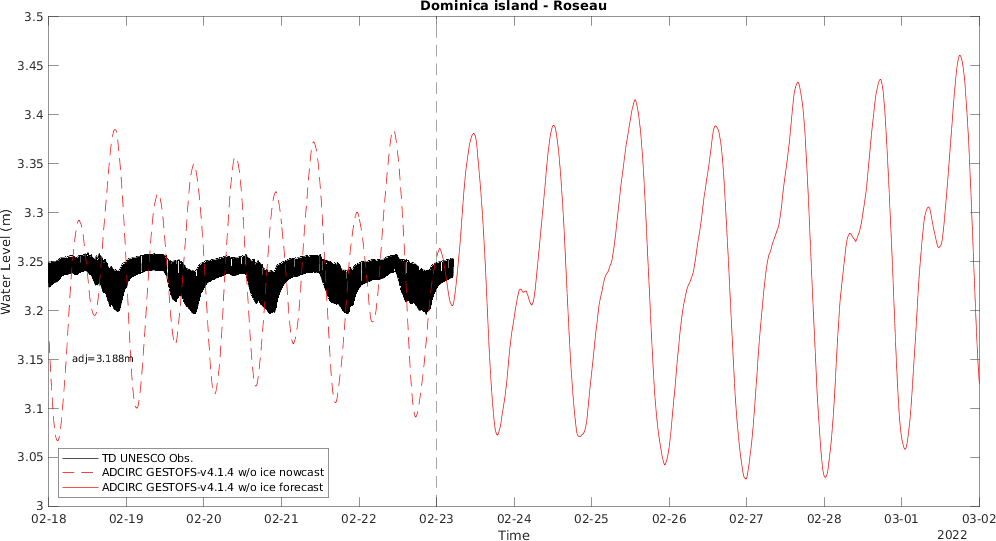 Dominica island - Roseau
3.5
3.45
3.4
3.35
3.3
3.25
3.2
3.15
3.1
3.05
3
Water Level (m)
adj=3.188m
TD UNESCO Obs.
ADCIRC GESTOFS-v4.1.4 w/o ice nowcast
ADCIRC GESTOFS-v4.1.4 w/o ice forecast
02-18 02-19 02-20 02-21 02-22 02-23 02-24 02-25 02-26 02-27 02-28 03-01 03-02
Time
2022